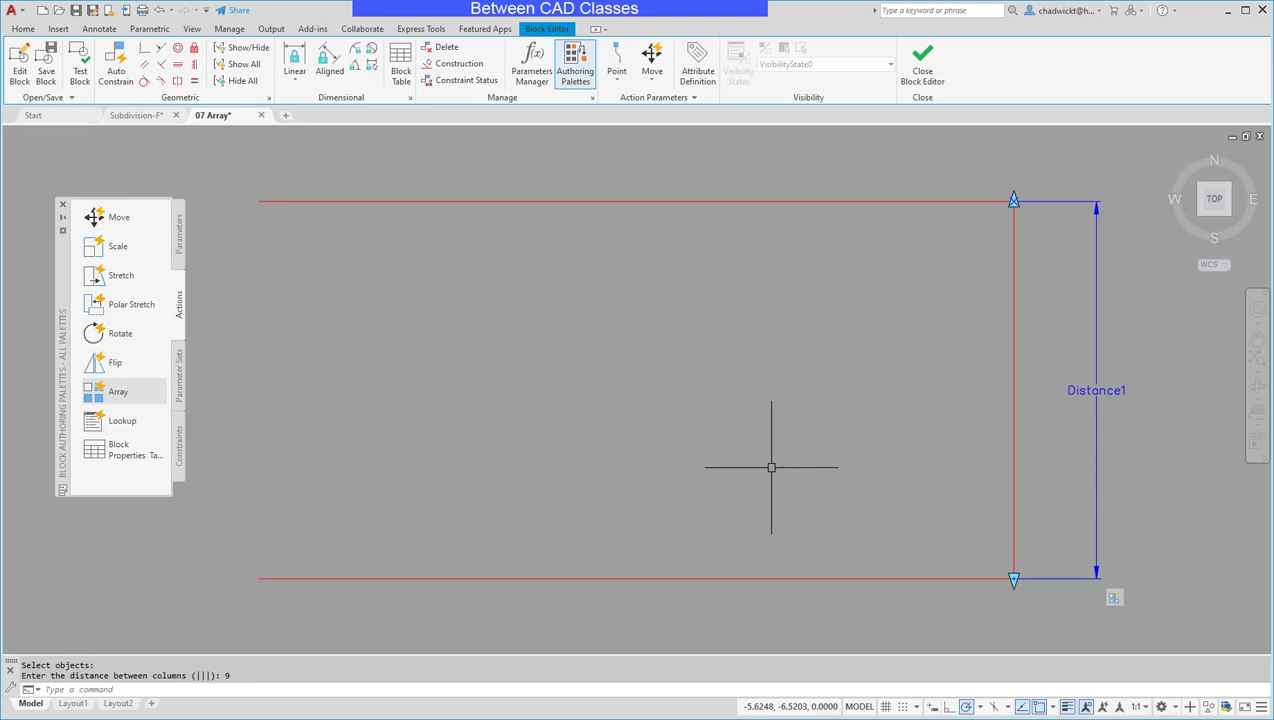 Between CAD Classes
Share
Type a keyword or phrase
chadwickt@h...
Home
Insert
Annotate
Parametric
View
Manage
Output
Add-ins
Collaborate
Express Tools
Featured Apps
Block Editor
Edit Block
Save Block
Test Block
Auto Constrain
Show/Hide
Show All
Hide All
Linear
Aligned
Block Table
Delete
Construction
Constraint Status
Parameters Manager
Authoring Palettes
Point
Move
Attribute Definition
Visibility States
VisibilityState0
Close Block Editor
Open/Save
Geometric
Dimensional
Manage
Action Parameters
Visibility
Close
Start
Subdivision-F*
07 Array*
N
W
TOP
E
S
WCS
Move
Scale
Stretch
Polar Stretch
Rotate
Flip
Array
Lookup
Block
Properties Ta...
Parameters
Actions
Parameter Sets
Constraints
BLOCK AUTHORING PALETTES - ALL PALETTES
Distance1
Select objects:
Enter the distance between columns (|||): 9
Type a command
Model
Layout1
Layout2
-5.6248, -6.5203, 0.0000
MODEL
1:1